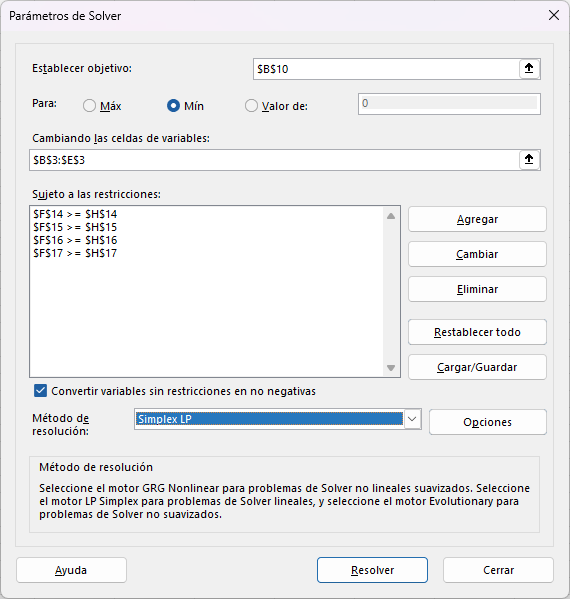 Parámetros de Solver
Establecer objetivo: $B$10
Para: Máx Mín Valor de: 0
Cambiando las celdas de variables:
$B$3:$E$3
Sujeto a las restricciones:
$F$14 >= $H$14
$F$15 >= $H$15
$F$16 >= $H$16
$F$17 >= $H$17
Agregar
Cambiar
Eliminar
Restablecer todo
Cargar/Guardar
Convertir variables sin restricciones en no negativas
Método de
resolución:
Simplex LP
Opciones
Método de resolución
Seleccione el motor GRG Nonlinear para problemas de Solver no lineales suavizados. Seleccione
el motor LP Simplex para problemas de Solver lineales, y seleccione el motor Evolutionary para
problemas de Solver no suavizados.
Ayuda Resolver Cerrar